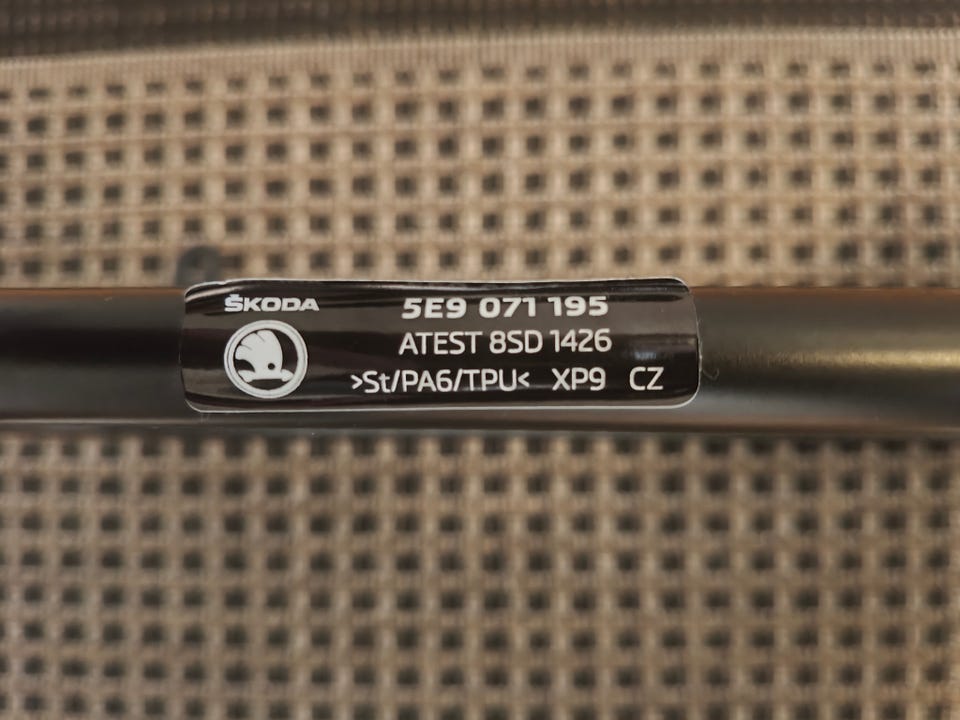 ŠKODA
5E9 071 195
ATEST 8SD 1426
>St/PA6/TPU< XP9 CZ